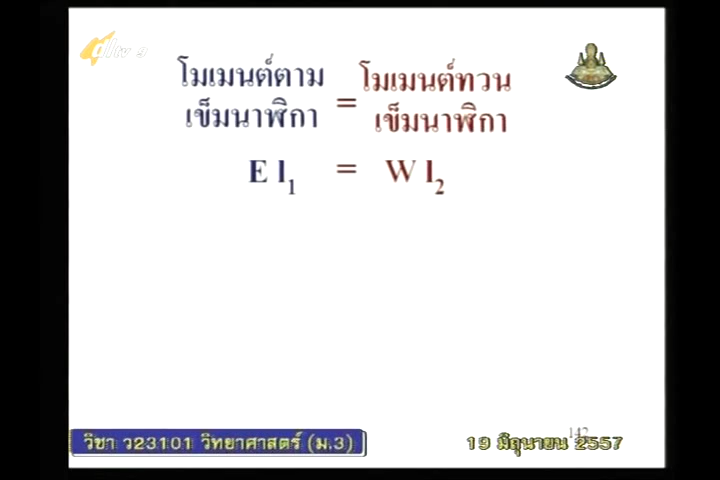 dltv 9
โมเมนต์ตาม = โมเมนต์ทวน
เข็มนาฬิกา เข็มนาฬิกา
E l₁ = W l₂
142
วิชา ว23101 วิทยาศาสตร์ (ม.3)
19 มิถุนายน 2557